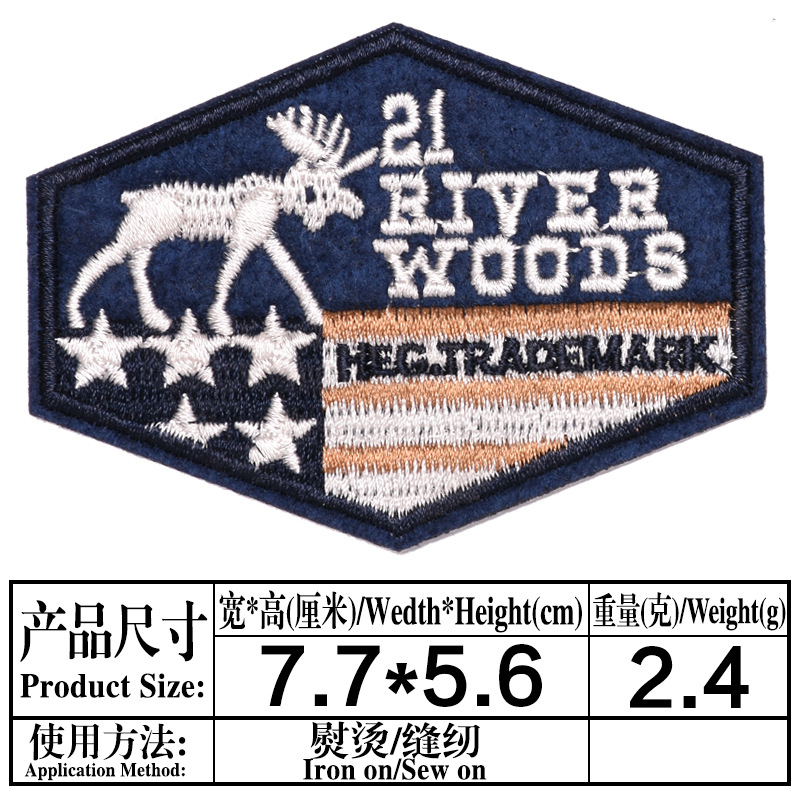 21
RIVER
WOODS
HEG.TRADEMARK
产品尺寸
Product Size:
宽*高(厘米)/Wedth*Height(cm)
重量(克)/Weight(g)
7.7*5.6
2.4
使用方法:
Application Method:
熨烫/缝纫
Iron on/Sew on